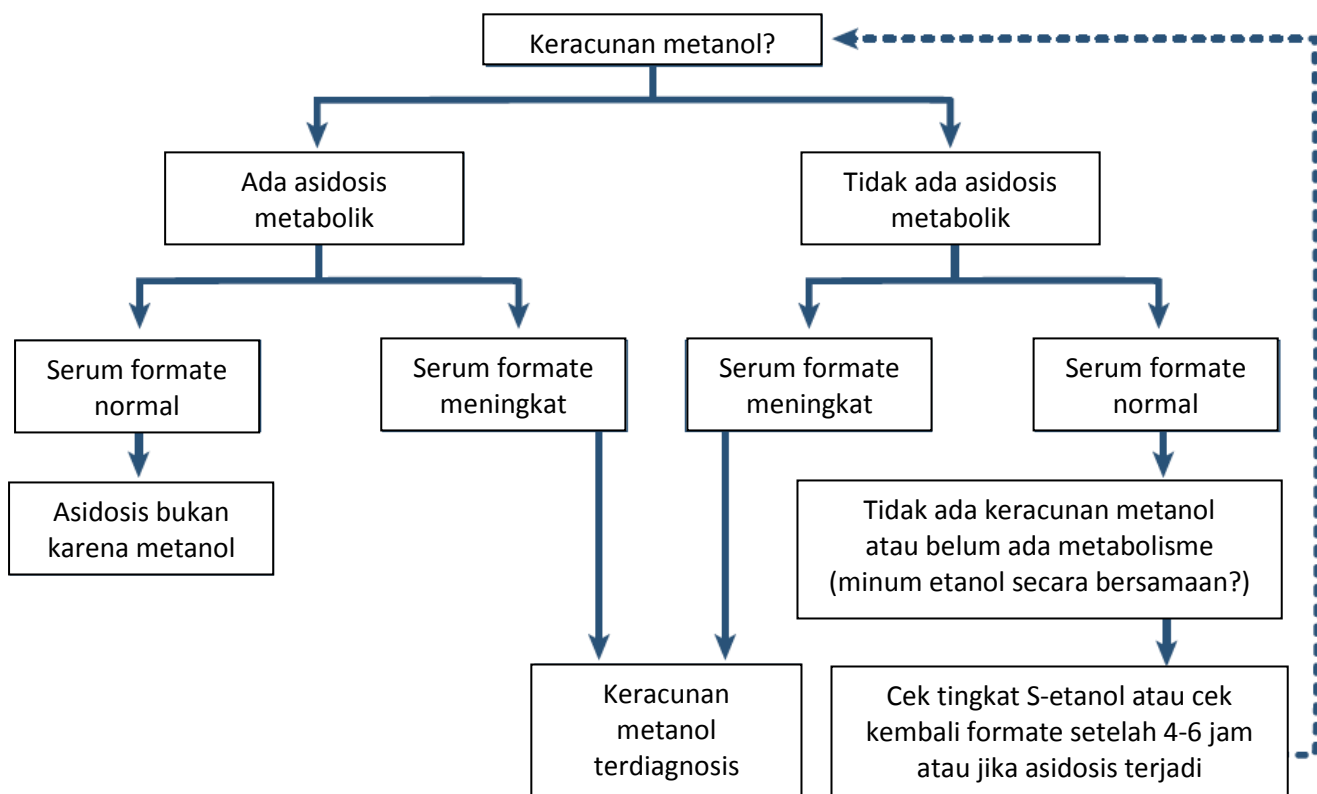 Keracunan metanol?
Ada asidosis
metabolik
Tidak ada asidosis
metabolik
Serum formate
normal
Serum formate
meningkat
Serum formate
meningkat
Serum formate
normal
Asidosis bukan
karena metanol
Tidak ada keracunan metanol
atau belum ada metabolisme
(minum etanol secara bersamaan?)
Keracunan
metanol
terdiagnosis
Cek tingkat S-etanol atau cek
kembali formate setelah 4-6 jam
atau jika asidosis terjadi